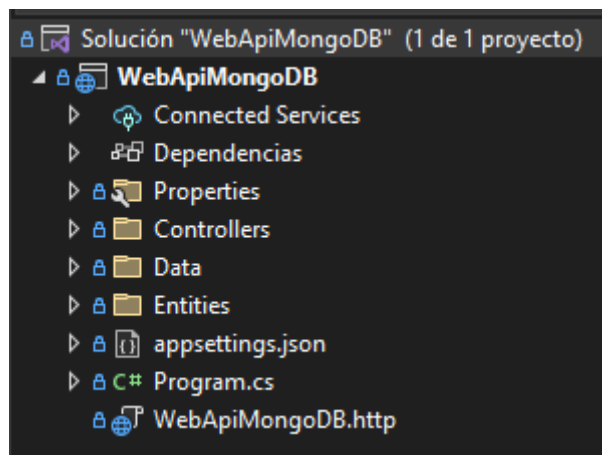 Solución "WebApiMongoDB" (1 de 1 proyecto)
WebApiMongoDB
Connected Services
Dependencias
Properties
Controllers
Data
Entities
appsettings.json
C# Program.cs
WebApiMongoDB.http